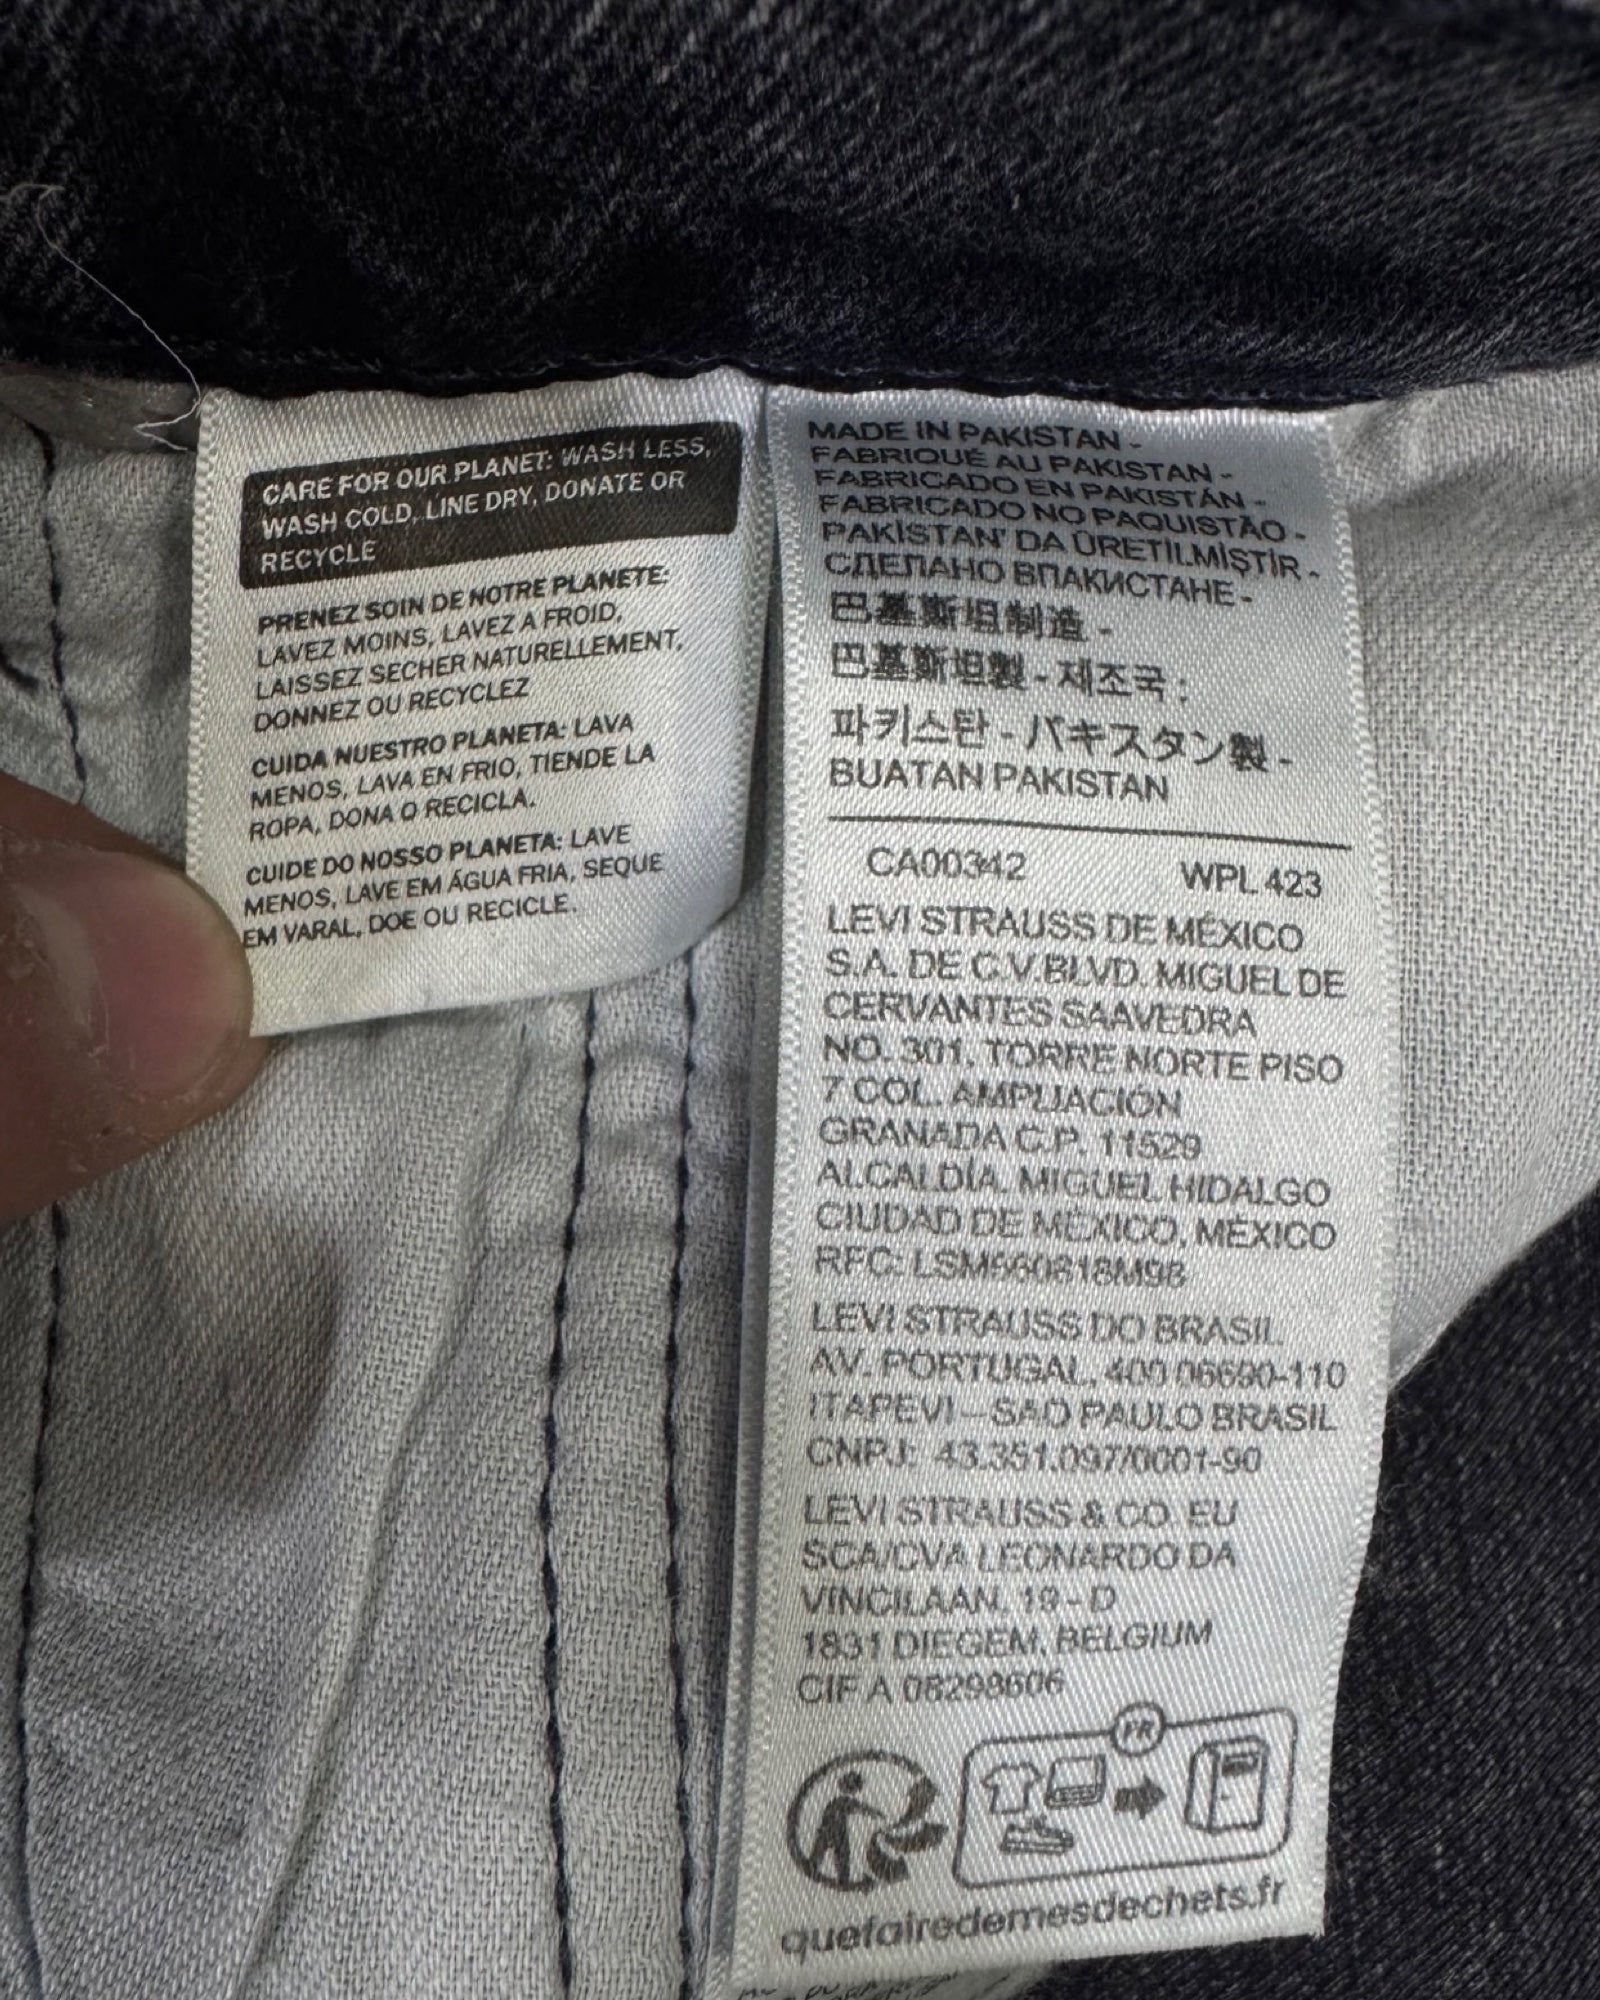 CARE FOR OUR PLANET: WASH LESS,
WASH COLD, LINE DRY, DONATE OR
RECYCLE
PRENEZ SOIN DE NOTRE PLANETE:
LAVEZ MOINS, LAVEZ A FROID,
LAISSEZ SECHER NATURELLEMENT,
DONNEZ OU RECYCLEZ
CUIDA NUESTRO PLANETA: LAVA
MENOS, LAVA EN FRIO, TIENDE LA
ROPA, DONA O RECICLA.
CUIDE DO NOSSO PLANETA: LAVE
MENOS, LAVE EM ÁGUA FRIA, SEQUE
EM VARAL, DOE OU RECICLE.
MADE IN PAKISTAN -
FABRIQUÉ AU PAKISTAN -
FABRICADO EN PAKISTÁN -
FABRICADO NO PAQUISTÃO -
PAKİSTAN' DA ÜRETILMİŞTİR -
СДЕЛАНО ВПАКИСТАНЕ -
巴基斯坦制造 -
巴基斯坦製 - 제조국 :
파키스탄 - パキスタン製 -
BUATAN PAKISTAN
CA00342 WPL 423
LEVI STRAUSS DE MÉXICO
S.A. DE C.V.BLVD. MIGUEL DE
CERVANTES SAAVEDRA
NO. 301, TORRE NORTE PISO
7 COL. AMPLIACIÓN
GRANADA C.P. 11529
ALCALDÍA. MIGUEL HIDALGO
CIUDAD DE MÉXICO, MÉXICO
RFC: LSM660818M98
LEVI STRAUSS DO BRASIL
AV. PORTUGAL, 400 06690-110
ITAPEVI – SAO PAULO BRASIL
CNPJ: 43.351.097/0001-90
LEVI STRAUSS & CO. EU
SCA/CVA LEONARDO DA
VINCILAAN, 19 - D
1831 DIEGEM, BELGIUM
CIF A 08298606
FR
quefairedemesdechets.fr